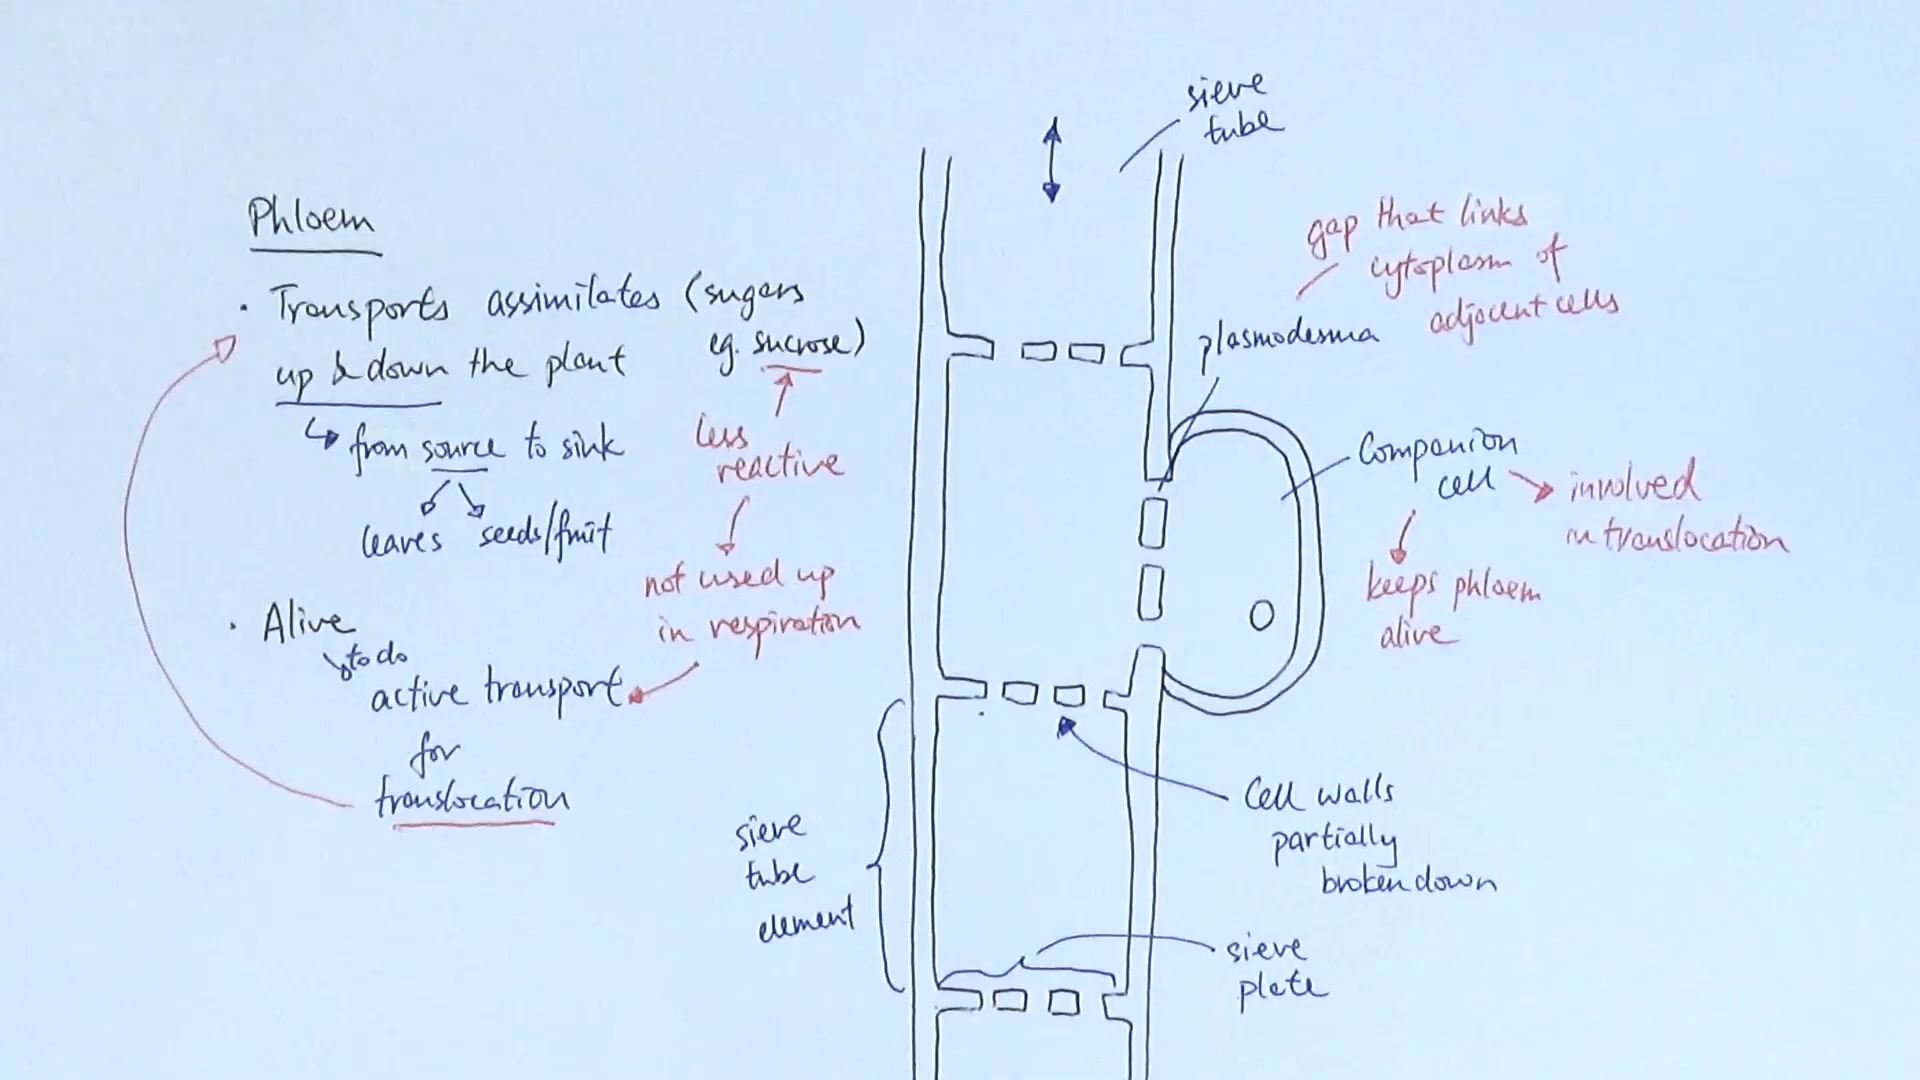 Phloem
· Transports assimilates (sugars
eg. sucrose)
up & down the plant
↳ from source to sink
leaves seeds/fruit
less
reactive
not used up
in respiration
· Alive
to do
active transport
for
translocation
sieve
tube
gap that links
cytoplasm of
adjacent cells
plasmodesma
Companion
cell
involved
in translocation
keeps phloem
alive
Cell walls
partially
broken down
sieve
tube
element
sieve
plate